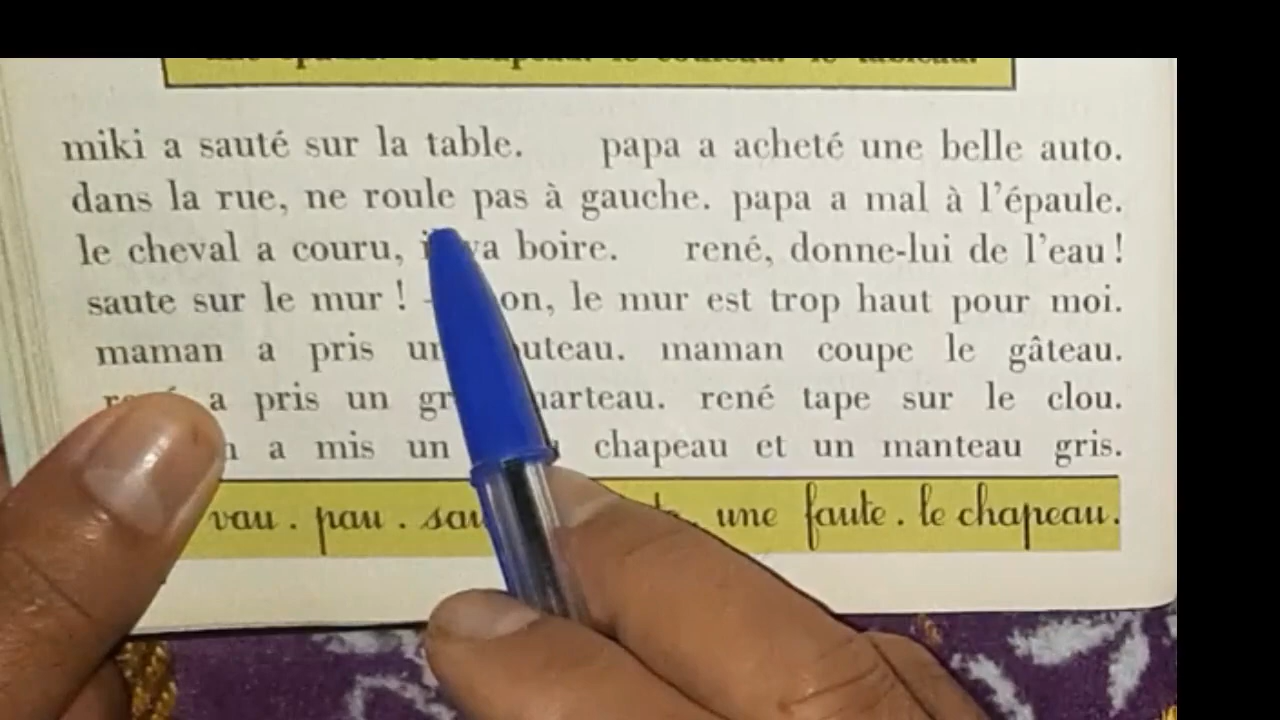 miki a sauté sur la table. papa a acheté une belle auto.
dans la rue, ne roule pas à gauche. papa a mal à l'épaule.
le cheval a couru, va boire. rené, donne-lui de l'eau !
saute sur le mur ! le mur est trop haut pour moi.
maman a pris maman coupe le gâteau.
a pris un rené tape sur le clou.
a mis un chapeau et un manteau gris.
vau . pau . une faute . le chapeau .